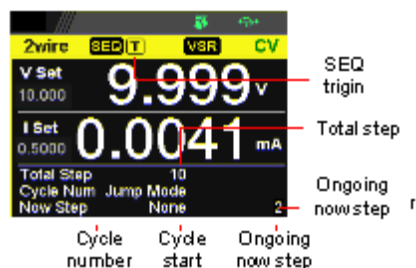 2wire SEQ T VSR CV
V Set
10.000
9.999 V
I Set
0.5000
0.0041 mA
Total Step 10
Cycle Num Jump Mode
Now Step None 2
SEQ
trigin
Total step
Ongoing
now step
r
Cycle
number
Cycle
start
Ongoing
now step